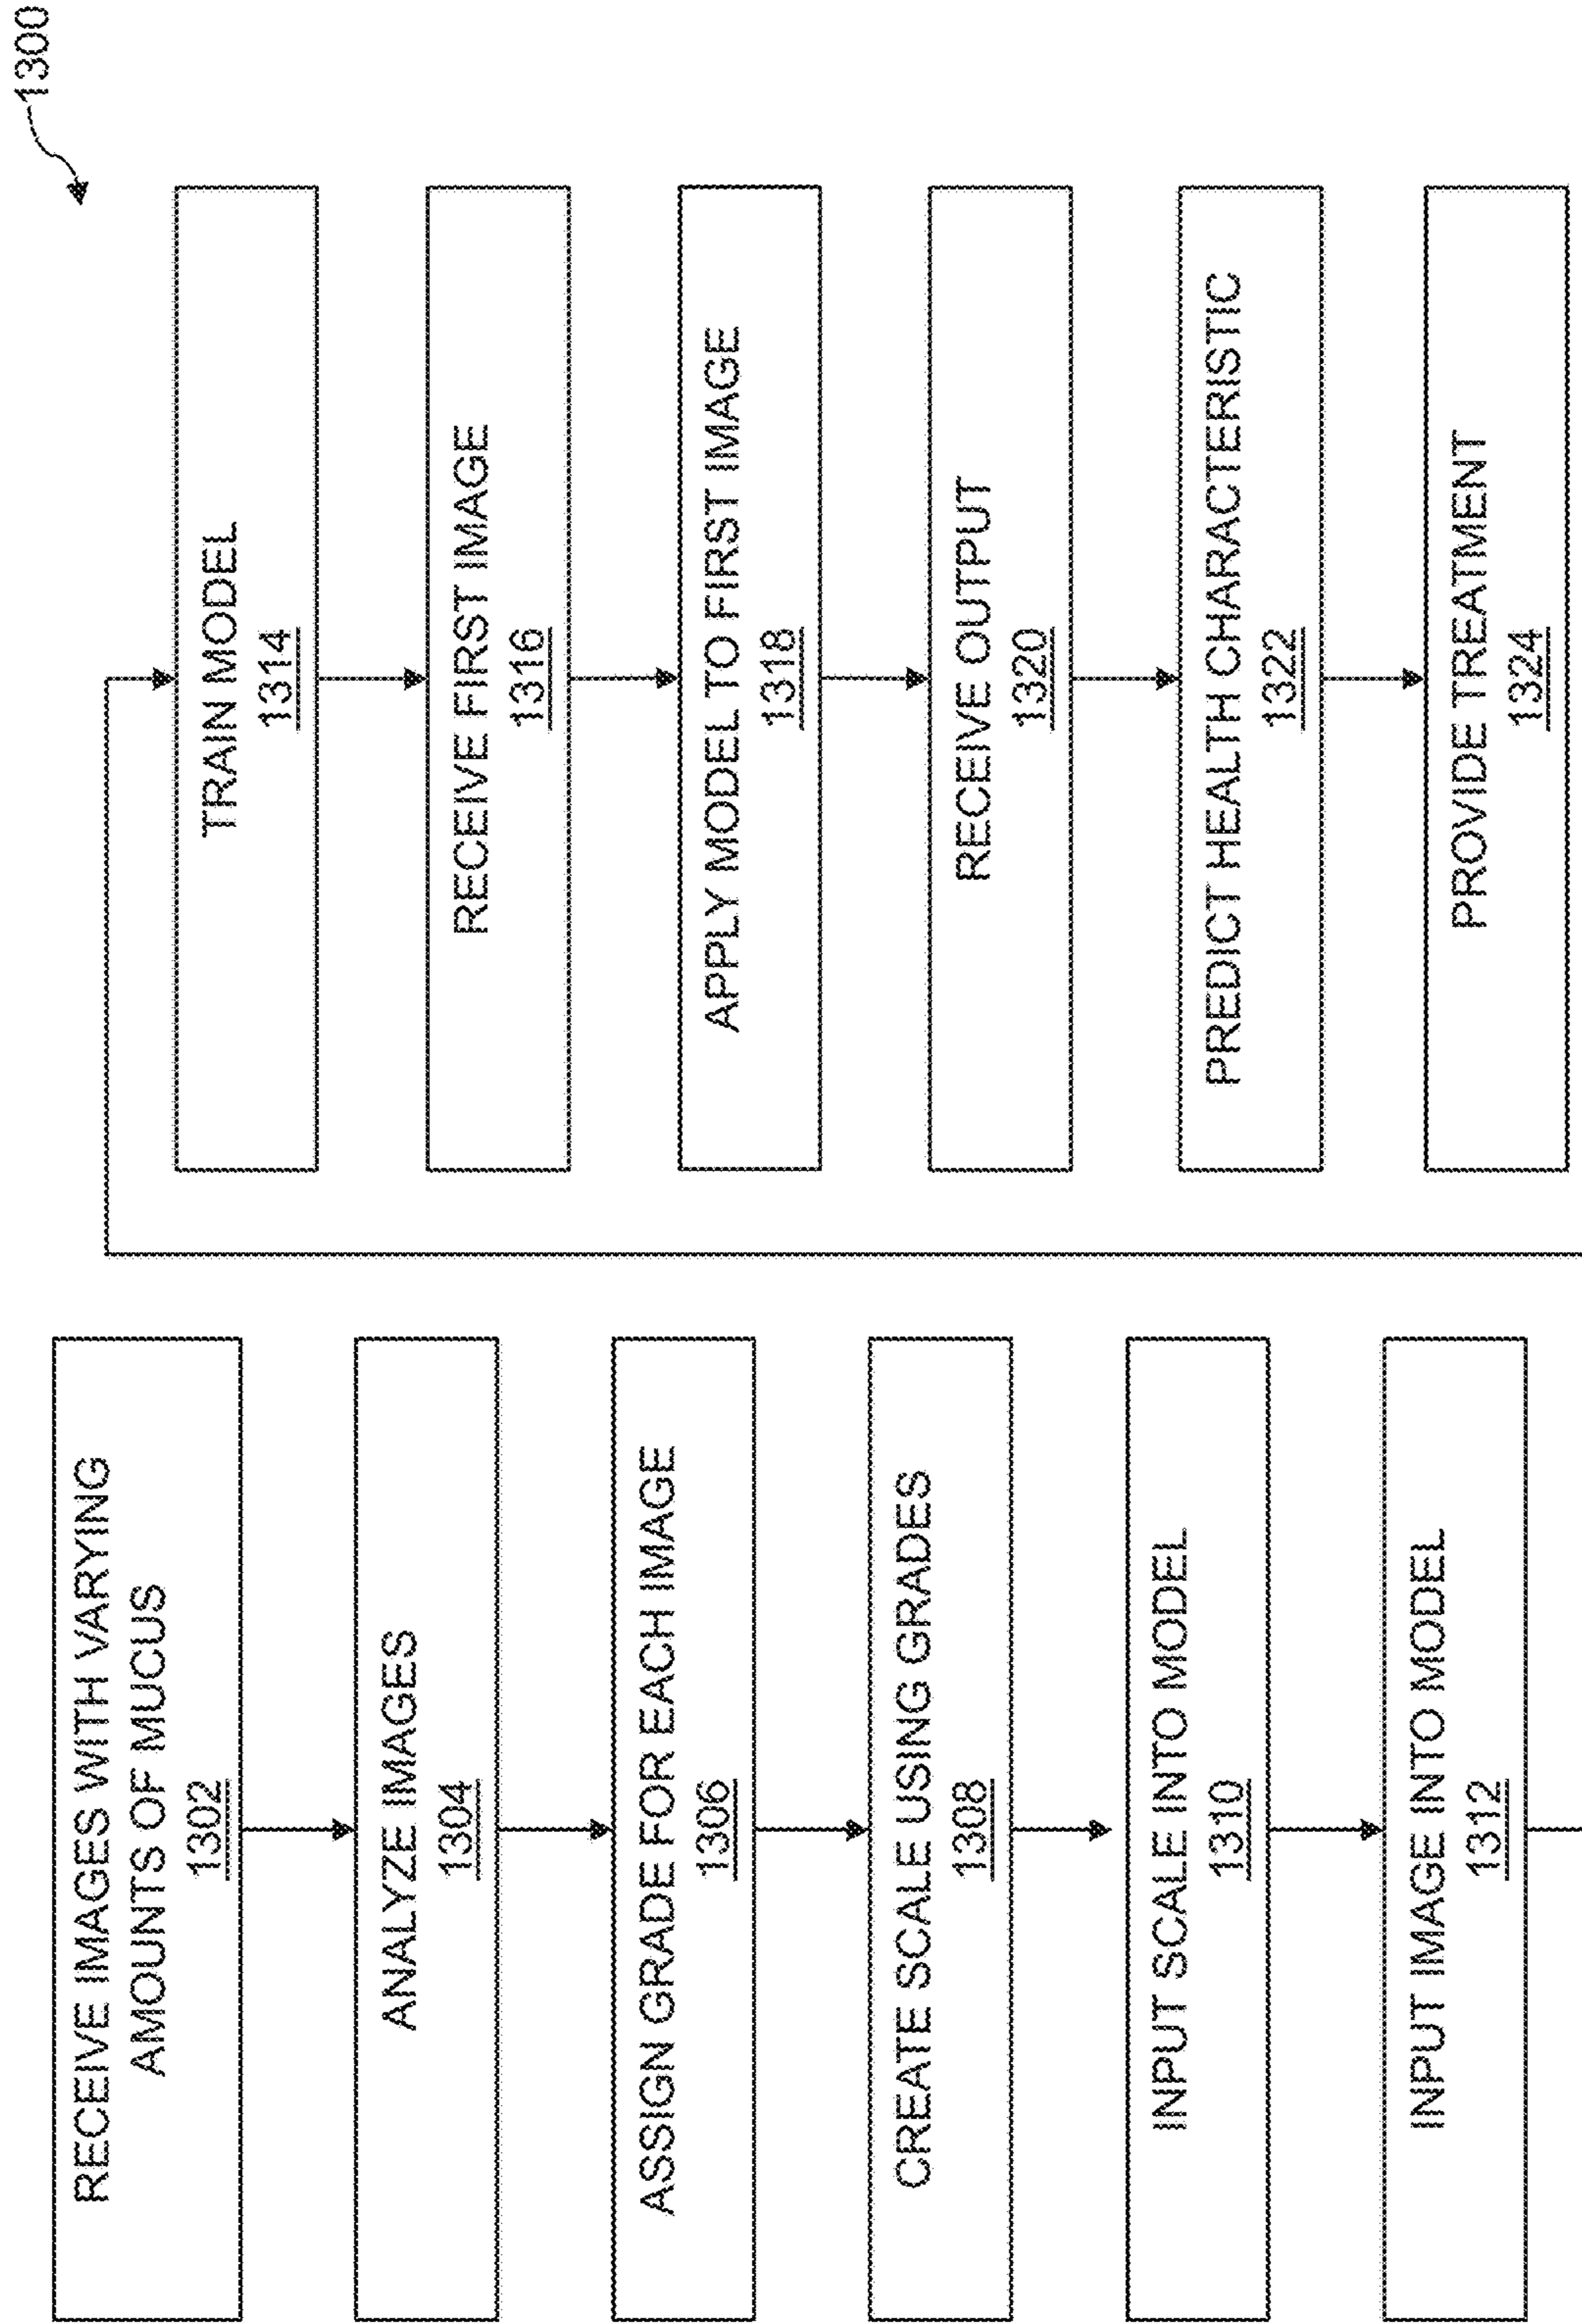 1300
RECEIVE IMAGES WITH VARYING
AMOUNTS OF MUCUS
1302
ANALYZE IMAGES
1304
ASSIGN GRADE FOR EACH IMAGE
1306
CREATE SCALE USING GRADES
1308
INPUT SCALE INTO MODEL
1310
INPUT IMAGE INTO MODEL
1312
TRAIN MODEL
1314
RECEIVE FIRST IMAGE
1316
APPLY MODEL TO FIRST IMAGE
1318
RECEIVE OUTPUT
1320
PREDICT HEALTH CHARACTERISTIC
1322
PROVIDE TREATMENT
1324